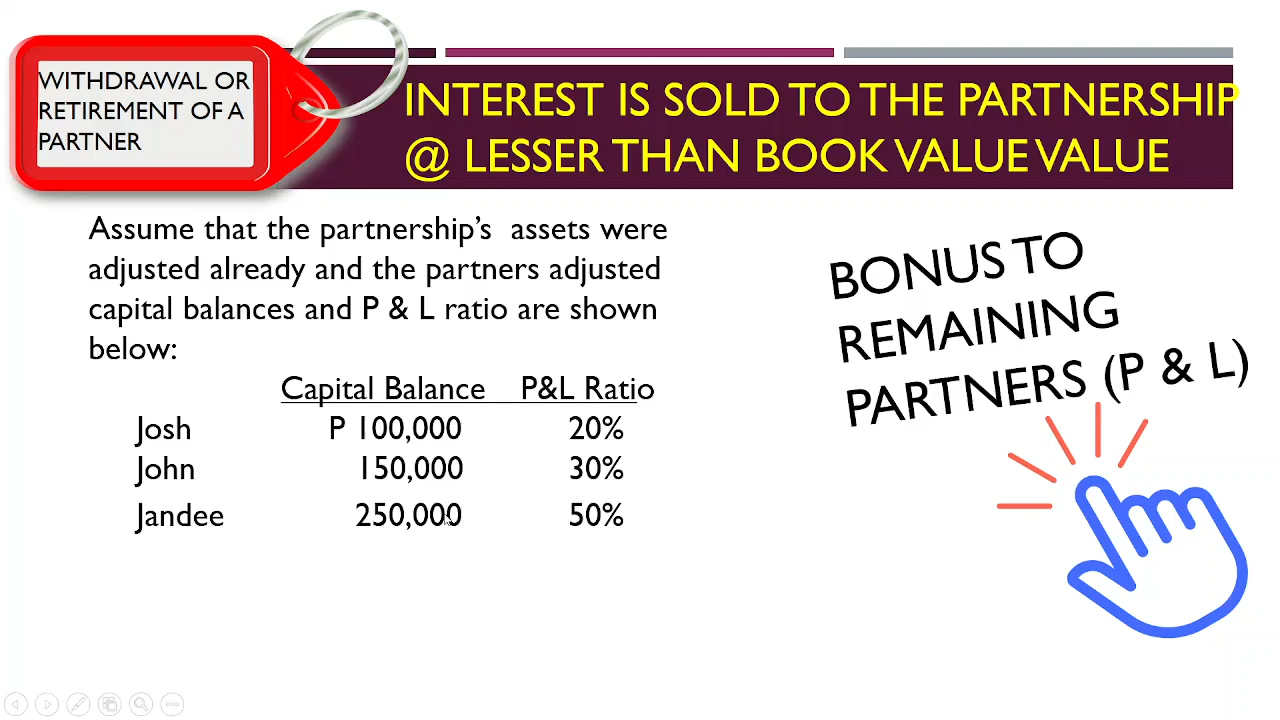 WITHDRAWAL OR
RETIREMENT OF A
PARTNER
INTEREST IS SOLD TO THE PARTNERSHIP
@ LESSER THAN BOOK VALUE VALUE
Assume that the partnership’s assets were
adjusted already and the partners adjusted
capital balances and P & L ratio are shown
below:
Capital Balance P&L Ratio
Josh P 100,000 20%
John 150,000 30%
Jandee 250,000 50%
BONUS TO
REMAINING
PARTNERS (P & L)